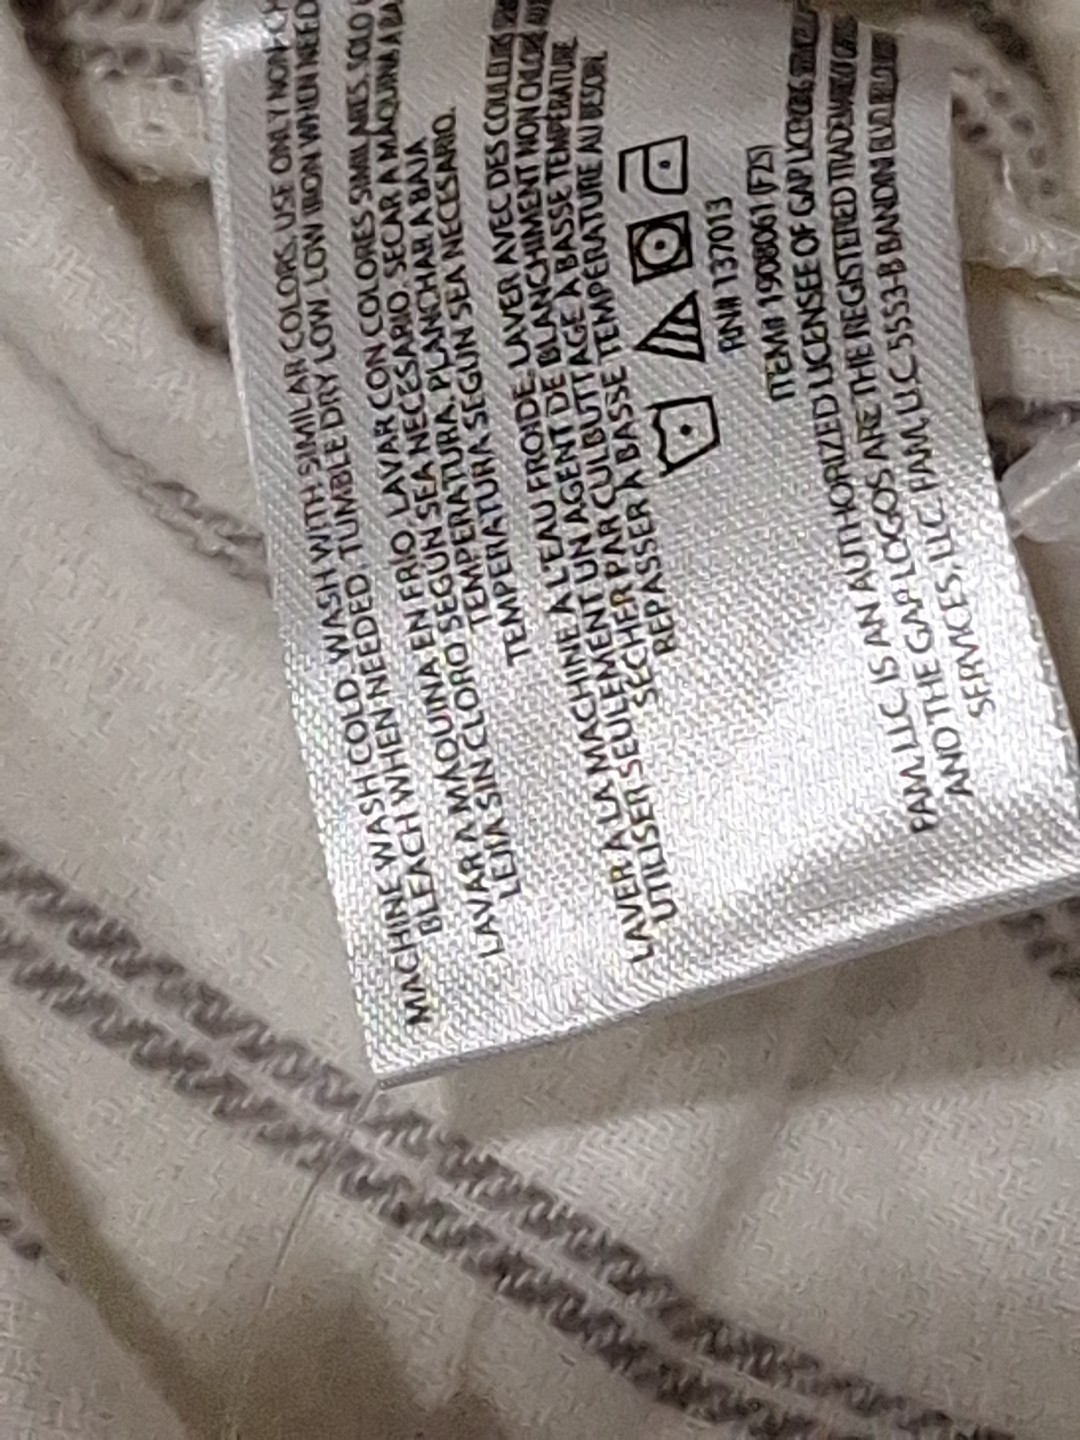 MACHINE WASH COLD. WASH WITH SIMILAR COLORS. USE ONLY NON-CH
BLEACH WHEN NEEDED. TUMBLE DRY LOW. LOW IRON WHEN NEED
LAVAR A MAQUINA EN FRIO. LAVAR CON COLORES SIMILARES. SOLO
LEJIA SIN CLORO SEGUN SEA NECESARIO. SECAR A MAQUINA A BA
TEMPERATURA. PLANCHAR A BAJA
TEMPERATURA SEGUN SEA NECESARIO.
LAVER A LA MACHINE A L'EAU FROIDE. LAVER AVEC DES COULEURS
UTILISER SEULEMENT UN AGENT DE BLANCHIMENT NON CHLORE
SECHER PAR CULBUTTAGE A BASSE TEMPERATURE
REPASSER A BASSE TEMPERATURE AU BESOIN.
RN# 137013
ITEM# 1908061 (F25)
FAM, LLC IS AN AUTHORIZED LICENSEE OF GAP
AND THE GAP LOGOS ARE THE REGISTERED TRADEMARKS OF
SERVICES, LLC. FAM, LLC. 5553-B BANDINI BLVD.